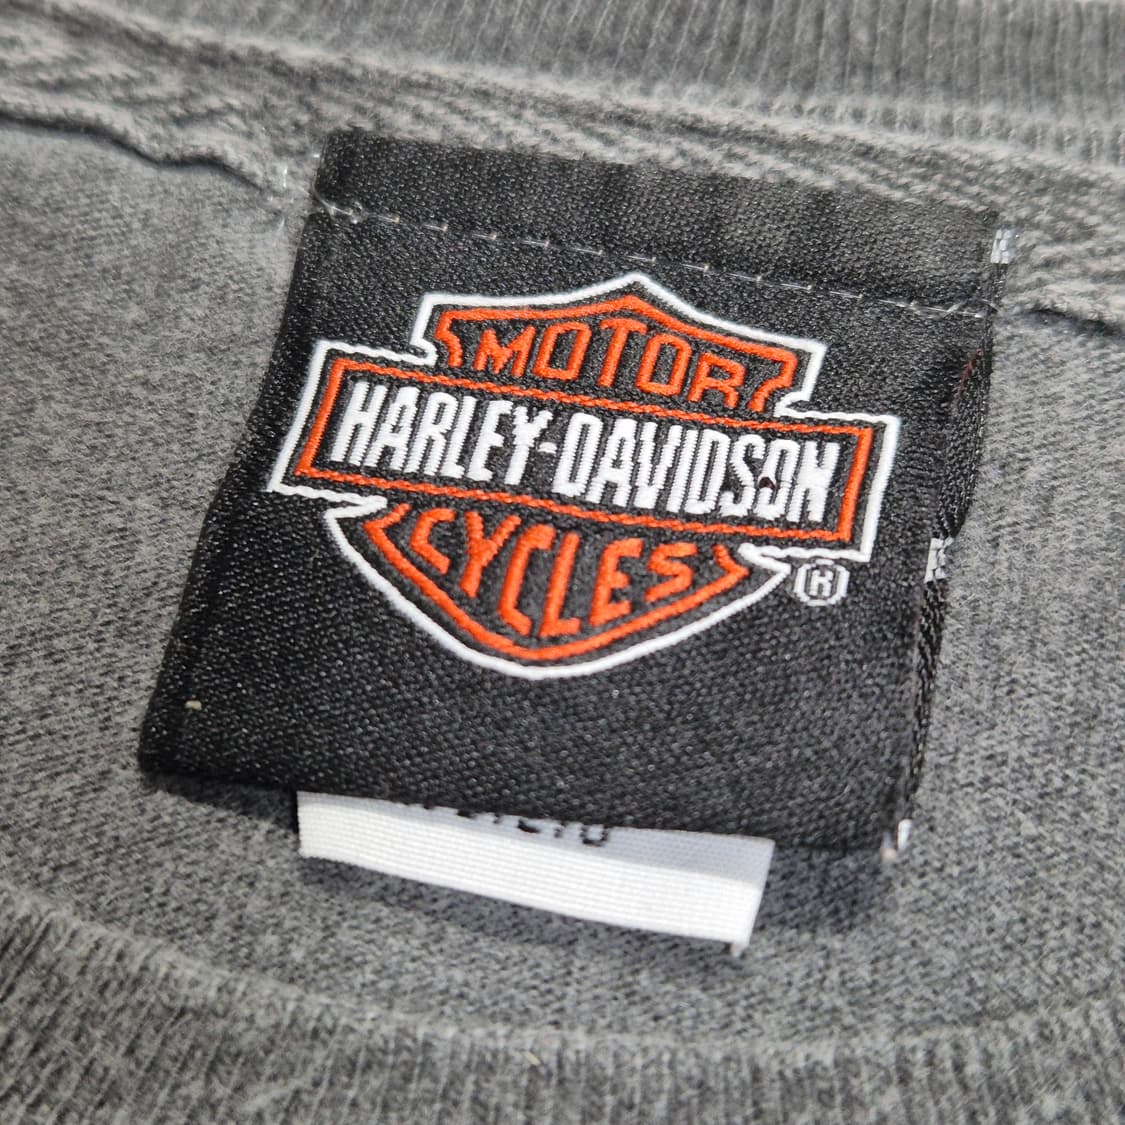 MOTOR
HARLEY-DAVIDSON
CYCLES
®